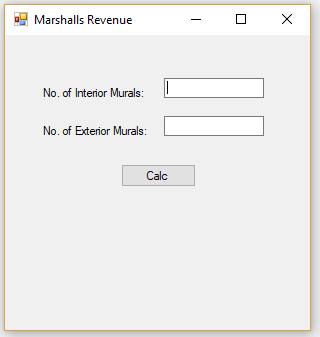 Marshalls Revenue
No. of Interior Murals:
No. of Exterior Murals:
Calc